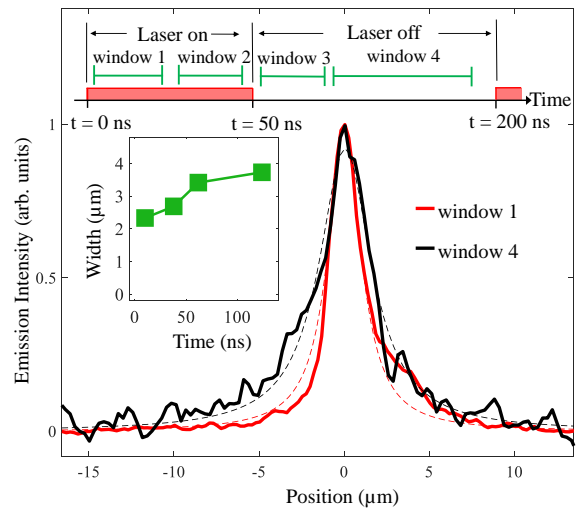 Laser on
Laser off
window 1
window 2
window 3
window 4
Time
t = 0 ns
t = 50 ns
t = 200 ns
1
0.5
0
Emission Intensity (arb. units)
4
3
2
1
0
Width (µm)
0
50
100
Time (ns)
window 1
window 4
-15
-10
-5
0
5
10
Position (µm)